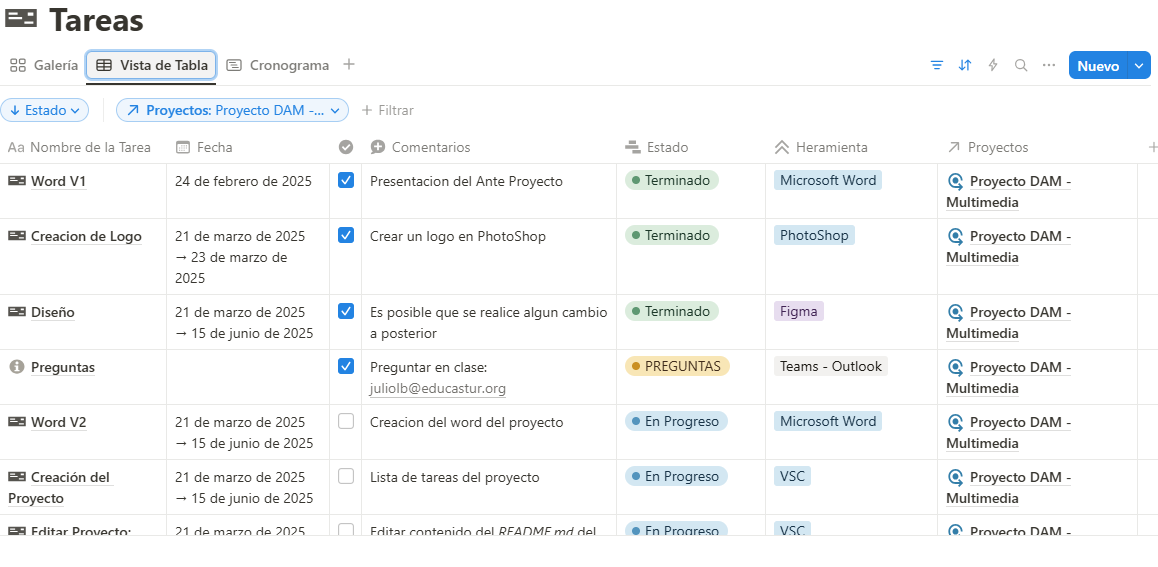 Tareas
Galería Vista de Tabla Cronograma
Nuevo
Estado Proyectos: Proyecto DAM -... Filtrar
Aa Nombre de la Tarea Fecha Comentarios Estado Heramienta Proyectos
Word V1 24 de febrero de 2025 Presentacion del Ante Proyecto Terminado Microsoft Word Proyecto DAM -
Multimedia
Creacion de Logo 21 de marzo de 2025 Crear un logo en PhotoShop Terminado PhotoShop Proyecto DAM -
→ 23 de marzo de Multimedia
2025
Diseño 21 de marzo de 2025 Es posible que se realice algun cambio Terminado Figma Proyecto DAM -
→ 15 de junio de 2025 a posterior Multimedia
Preguntas Preguntar en clase: PREGUNTAS Teams - Outlook Proyecto DAM -
juliolb@educastur.org Multimedia
Word V2 21 de marzo de 2025 Creacion del word del proyecto En Progreso Microsoft Word Proyecto DAM -
→ 15 de junio de 2025 Multimedia
Creación del 21 de marzo de 2025 Lista de tareas del proyecto En Progreso VSC Proyecto DAM -
Proyecto → 15 de junio de 2025 Multimedia
Editar Proyecto: 21 de marzo de 2025 Editar contenido del README.md del En Progreso VSC Proyecto DAM -